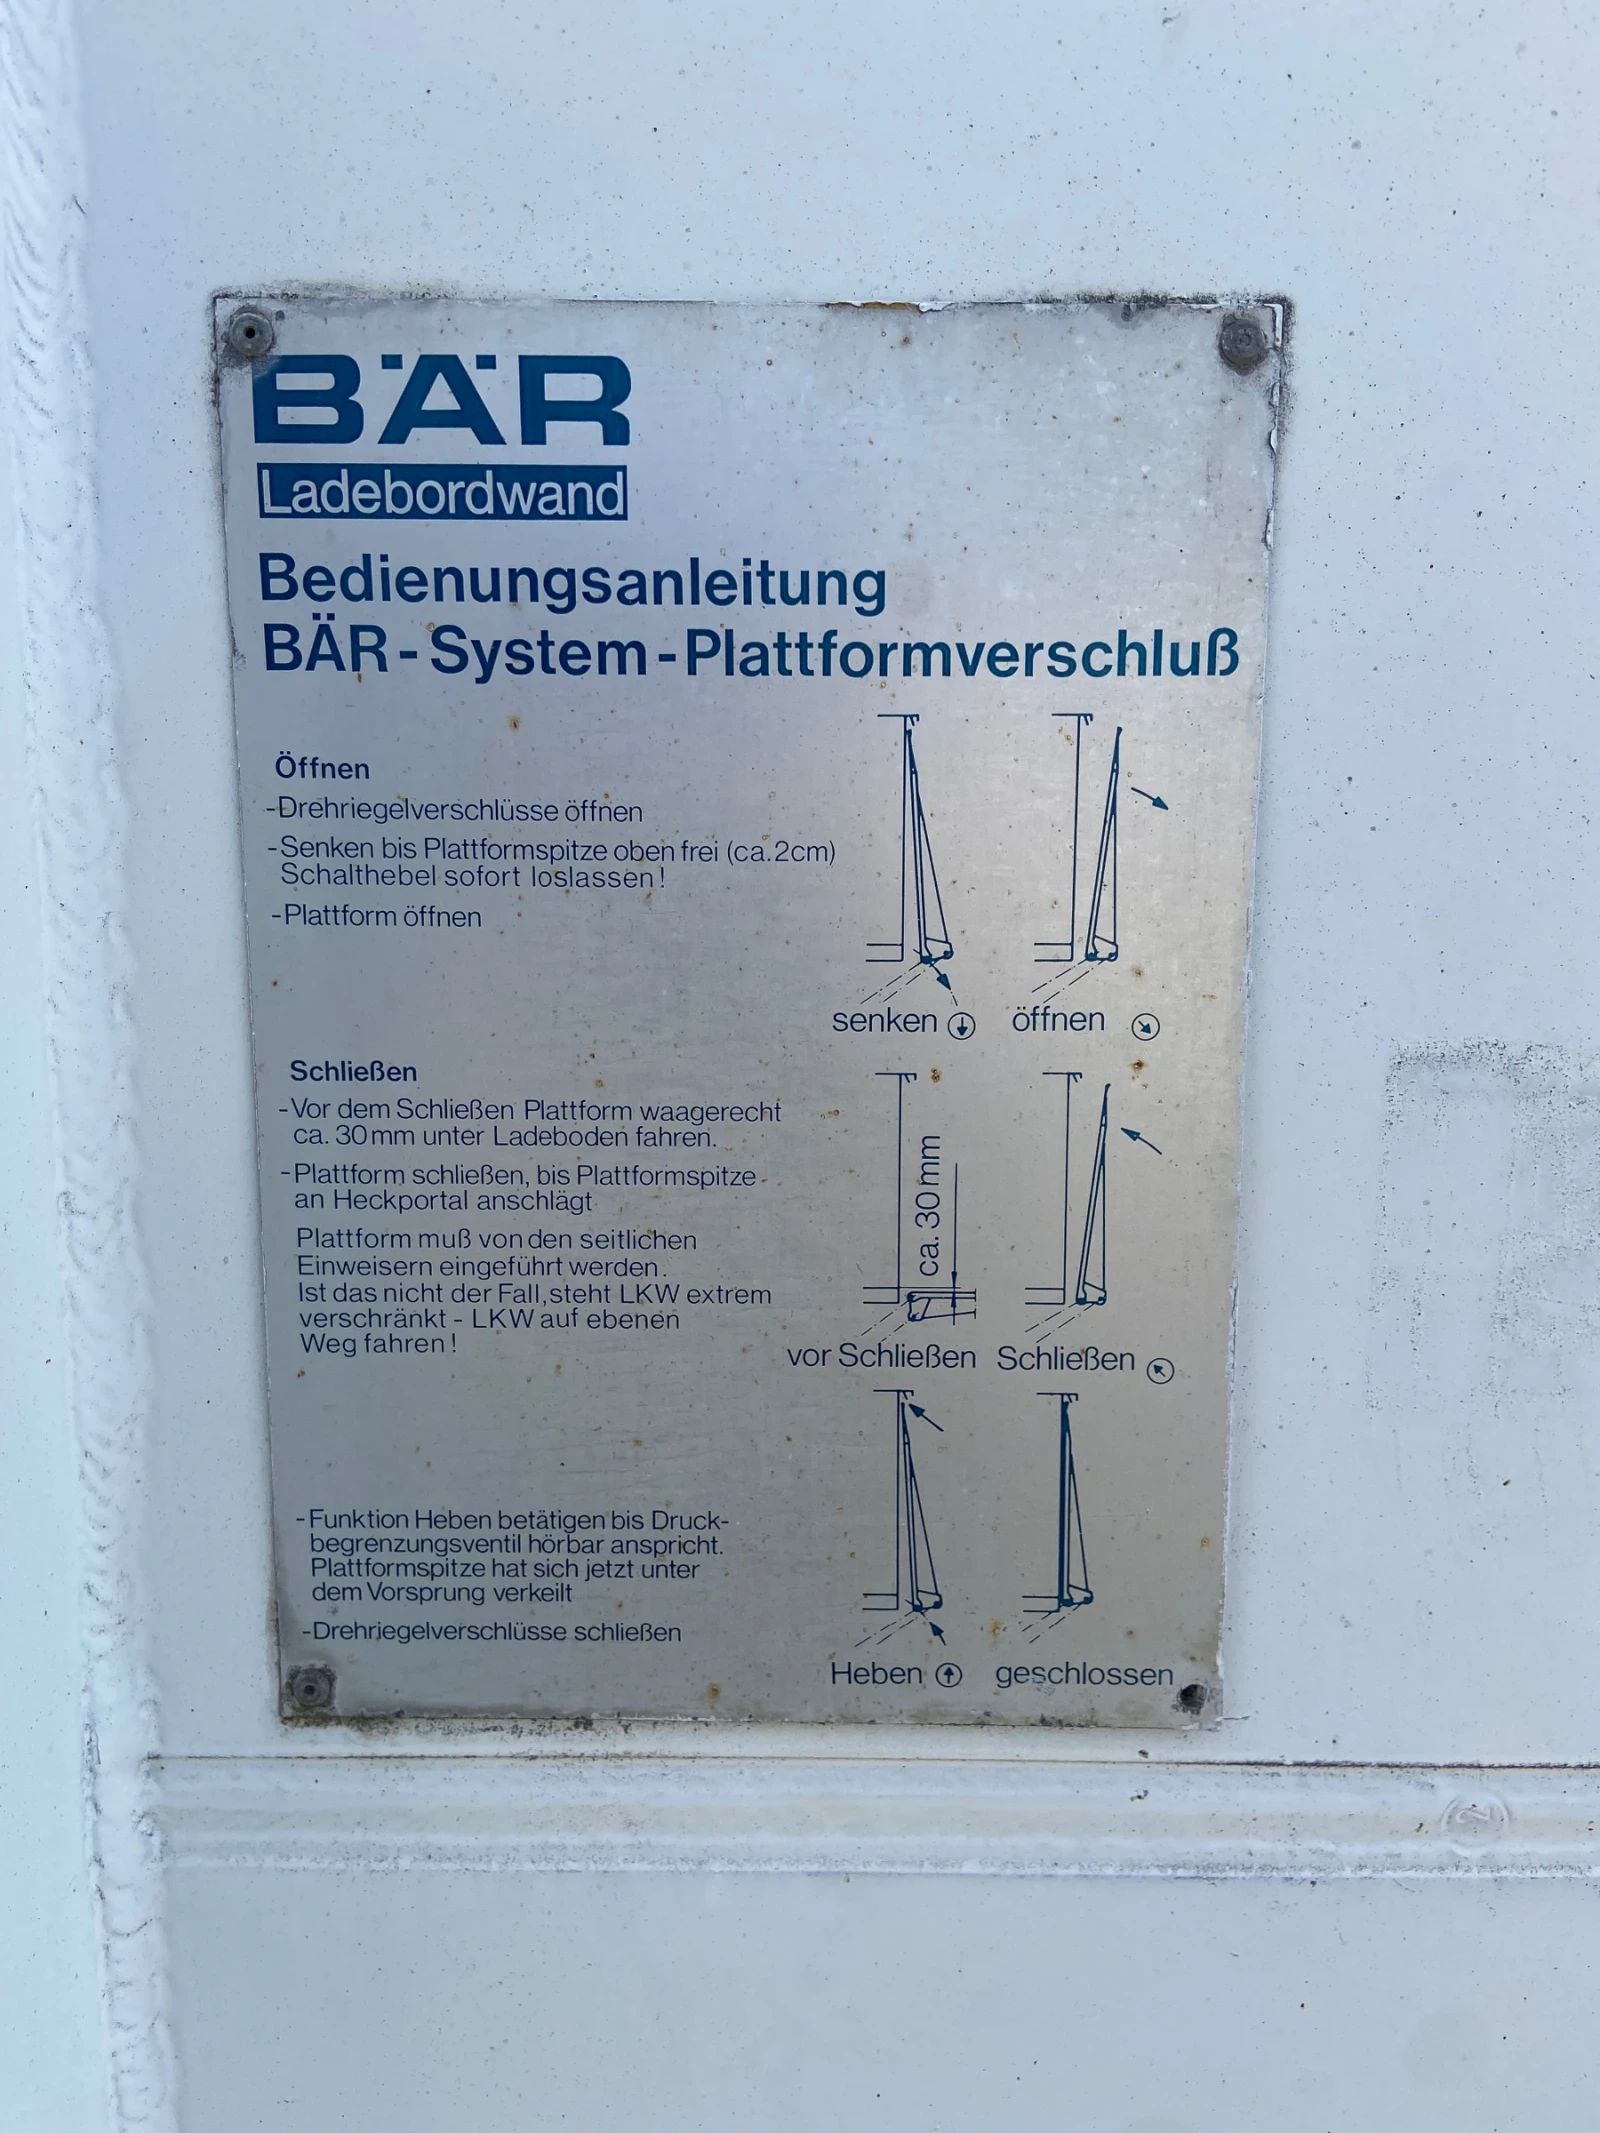 BÄR
Ladebordwand
Bedienungsanleitung
BÄR-System-Plattformverschluß
Öffnen
-Drehriegelverschlüsse öffnen
-Senken bis Plattformspitze oben frei (ca.2cm)
Schalthebel sofort loslassen!
-Plattform öffnen
senken
öffnen
Schließen
-Vor dem Schließen Plattform waagerecht
ca. 30mm unter Ladeboden fahren.
-Plattform schließen, bis Plattformspitze
an Heckportal anschlägt
Plattform muß von den seitlichen
Einweisern eingeführt werden.
Ist das nicht der Fall, steht LKW extrem
verschränkt - LKW auf ebenen
Weg fahren!
ca. 30mm
vor Schließen
Schließen
-Funktion Heben betätigen bis Druck-
begrenzungsventil hörbar anspricht.
Plattformspitze hat sich jetzt unter
dem Vorsprung verkeilt
-Drehriegelverschlüsse schließen
Heben
geschlossen